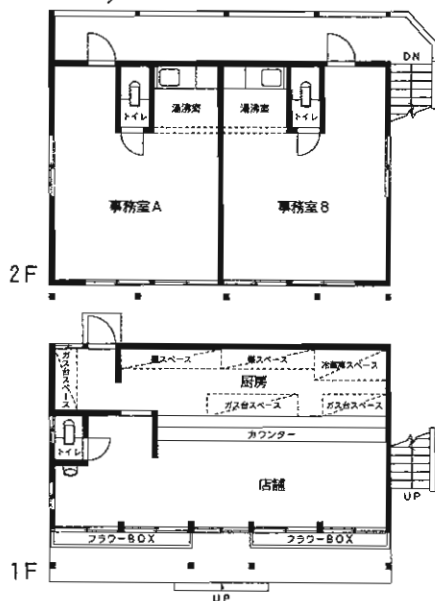 DN
トイレ
湯沸室
湯沸室
トイレ
事務室A
事務室B
2F
棚スペース
棚スペース
冷蔵庫スペース
ガス台スペース
厨房
ガス台スペース
ガス台スペース
カウンター
トイレ
店舗
UP
フラワーBOX
フラワーBOX
1F
UP